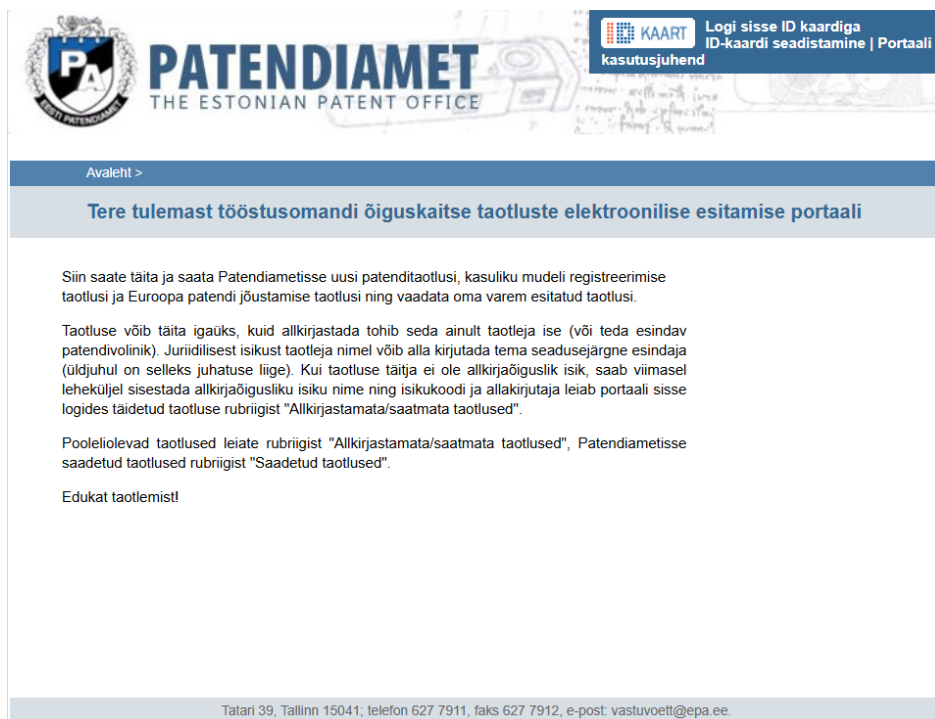 PATENDIAMET
THE ESTONIAN PATENT OFFICE
PA
EESTI PATENDIAMET
ID KAART
Logi sisse ID kaardiga
ID-kaardi seadistamine | Portaali
kasutusjuhend
Avaleht >
Tere tulemast tööstusomandi õiguskaitse taotluste elektroonilise esitamise portaali
Siin saate täita ja saata Patendiametisse uusi patenditaotlusi, kasuliku mudeli registreerimise
taotlusi ja Euroopa patendi jõustamise taotlusi ning vaadata oma varem esitatud taotlusi.
Taotluse võib täita igaüks, kuid allkirjastada tohib seda ainult taotleja ise (või teda esindav
patendivolinik). Juriidilisest isikust taotleja nimel võib alla kirjutada tema seadusejärgne esindaja
(üldjuhul on selleks juhatuse liige). Kui taotluse täitja ei ole allkirjaõiguslik isik, saab viimasel
leheküljel sisestada allkirjaõigusliku isiku nime ning isikukoodi ja allakirjutaja leiab portaali sisse
logides täidetud taotluse rubriigist "Allkirjastamata/saatmata taotlused".
Pooleliolevad taotlused leiate rubriigist "Allkirjastamata/saatmata taotlused", Patendiametisse
saadetud taotlused rubriigist "Saadetud taotlused".
Edukat taotlemist!
Tatari 39, Tallinn 15041; telefon 627 7911, faks 627 7912, e-post: vastuvoett@epa.ee.